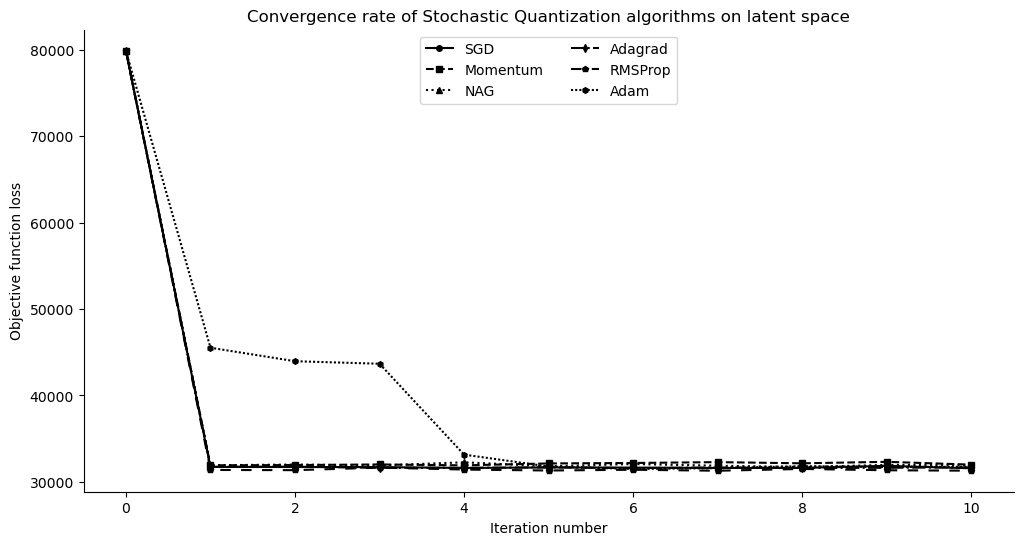 Convergence rate of Stochastic Quantization algorithms on latent space
SGD
Momentum
NAG
Adagrad
RMSProp
Adam
Objective function loss
80000
70000
60000
50000
40000
30000
0 2 4 6 8 10
Iteration number